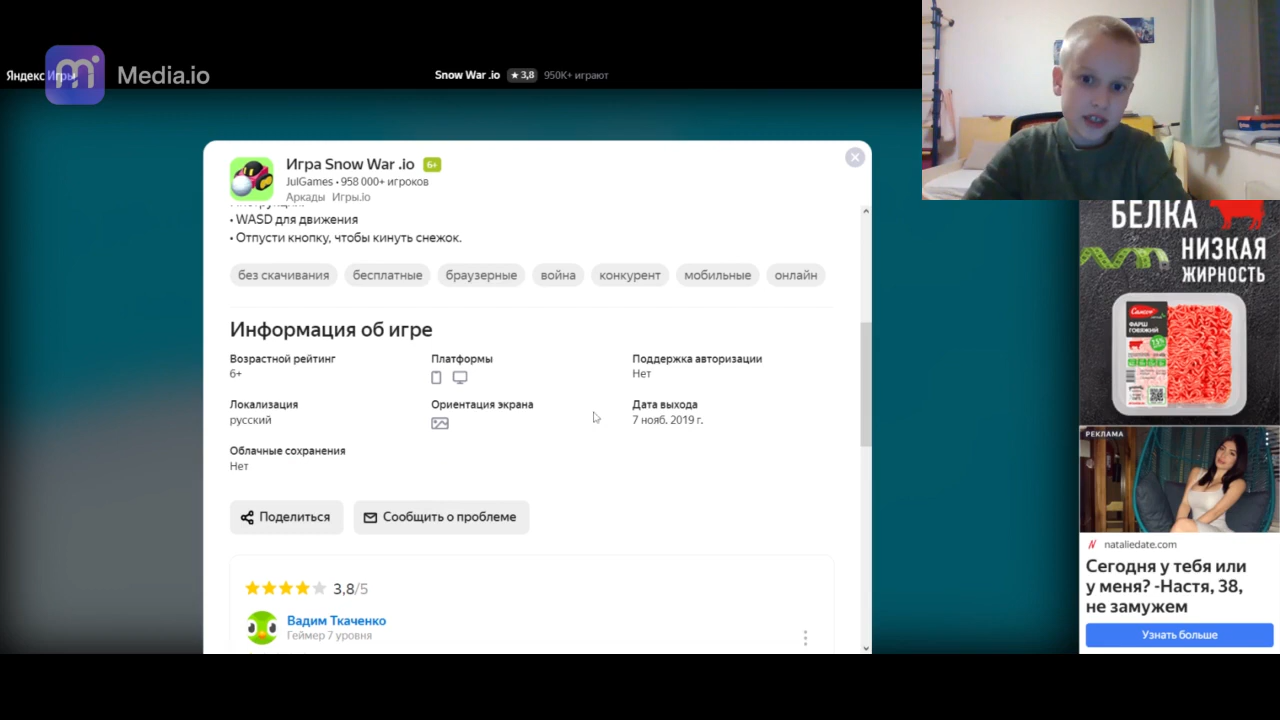 Яндекс Игры
Media.io
Snow War .io ★ 3,8 950K+ играют
Игра Snow War .io 6+
JulGames • 958 000+ игроков
Аркады Игры.io
• WASD для движения
• Отпусти кнопку, чтобы кинуть снежок.
без скачивания бесплатные браузерные война конкурент мобильные онлайн
Информация об игре
Возрастной рейтинг
6+
Платформы
Поддержка авторизации
Нет
Локализация
русский
Ориентация экрана
Дата выхода
7 нояб. 2019 г.
Облачные сохранения
Нет
Поделиться
Сообщить о проблеме
3,8/5
Вадим Ткаченко
Геймер 7 уровня
БЕЛКА
НИЗКАЯ
ЖИРНОСТЬ
ФАРШ
ГОВЯЖИЙ
РЕКЛАМА
nataliedate.com
Сегодня у тебя или
у меня? -Настя, 38,
не замужем
Узнать больше